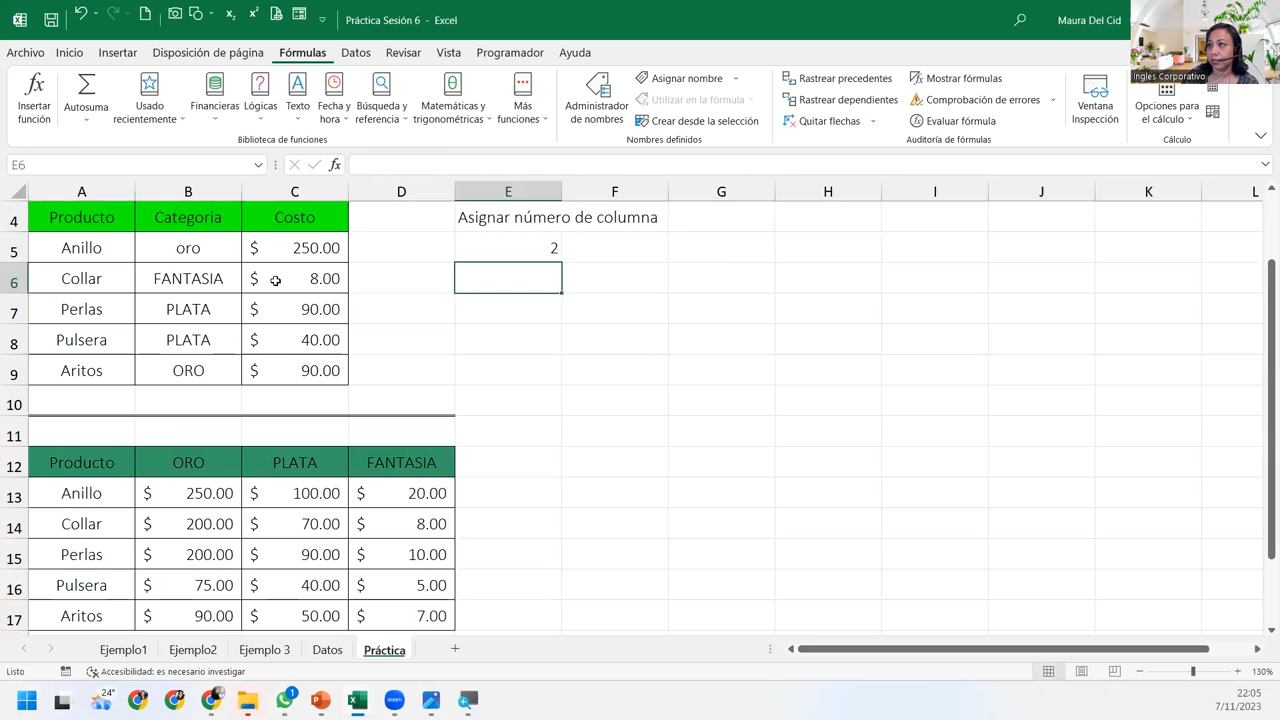 Práctica Sesión 6 - Excel
Maura Del Cid
Ingles Corporativo
Archivo Inicio Insertar Disposición de página Fórmulas Datos Revisar Vista Programador Ayuda
Insertar función
Autosuma
Usado recientemente
Financieras
Lógicas
Texto
Fecha y hora
Búsqueda y referencia
Matemáticas y trigonométricas
Más funciones
Biblioteca de funciones
Administrador de nombres
Asignar nombre
Utilizar en la fórmula
Crear desde la selección
Nombres definidos
Rastrear precedentes
Rastrear dependientes
Quitar flechas
Mostrar fórmulas
Comprobación de errores
Evaluar fórmula
Auditoría de fórmulas
Ventana Inspección
Opciones para el cálculo
Cálculo
E6 fx
A B C D E F G H I J K L
4 Producto Categoria Costo Asignar número de columna
5 Anillo oro $ 250.00 2
6 Collar FANTASIA $ 8.00
7 Perlas PLATA $ 90.00
8 Pulsera PLATA $ 40.00
9 Aritos ORO $ 90.00
10
11
12 Producto ORO PLATA FANTASIA
13 Anillo $ 250.00 $ 100.00 $ 20.00
14 Collar $ 200.00 $ 70.00 $ 8.00
15 Perlas $ 200.00 $ 90.00 $ 10.00
16 Pulsera $ 75.00 $ 40.00 $ 5.00
17 Aritos $ 90.00 $ 50.00 $ 7.00
Ejemplo1 Ejemplo2 Ejemplo 3 Datos Práctica
Listo Accesibilidad: es necesario investigar 130%
24° 1 zoom 22:05
7/11/2023